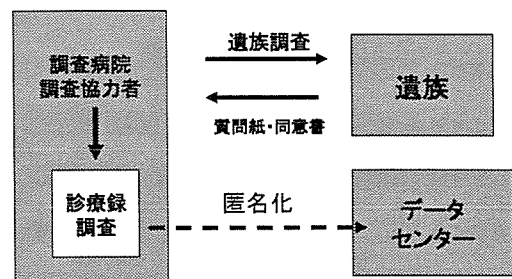 調査病院
調査協力者
遺族調査
遺族
質問紙・同意書
診療録
調査
匿名化
データ
センター